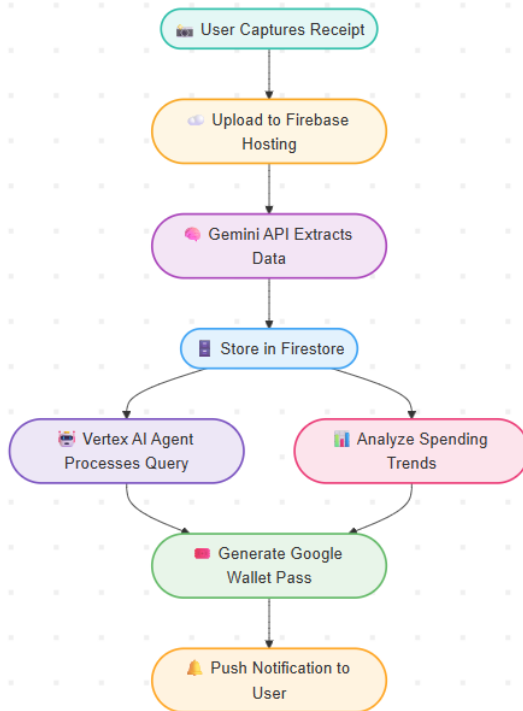 User Captures Receipt
Upload to Firebase
Hosting
Gemini API Extracts
Data
Store in Firestore
Vertex AI Agent
Processes Query
Analyze Spending
Trends
Generate Google
Wallet Pass
Push Notification to
User